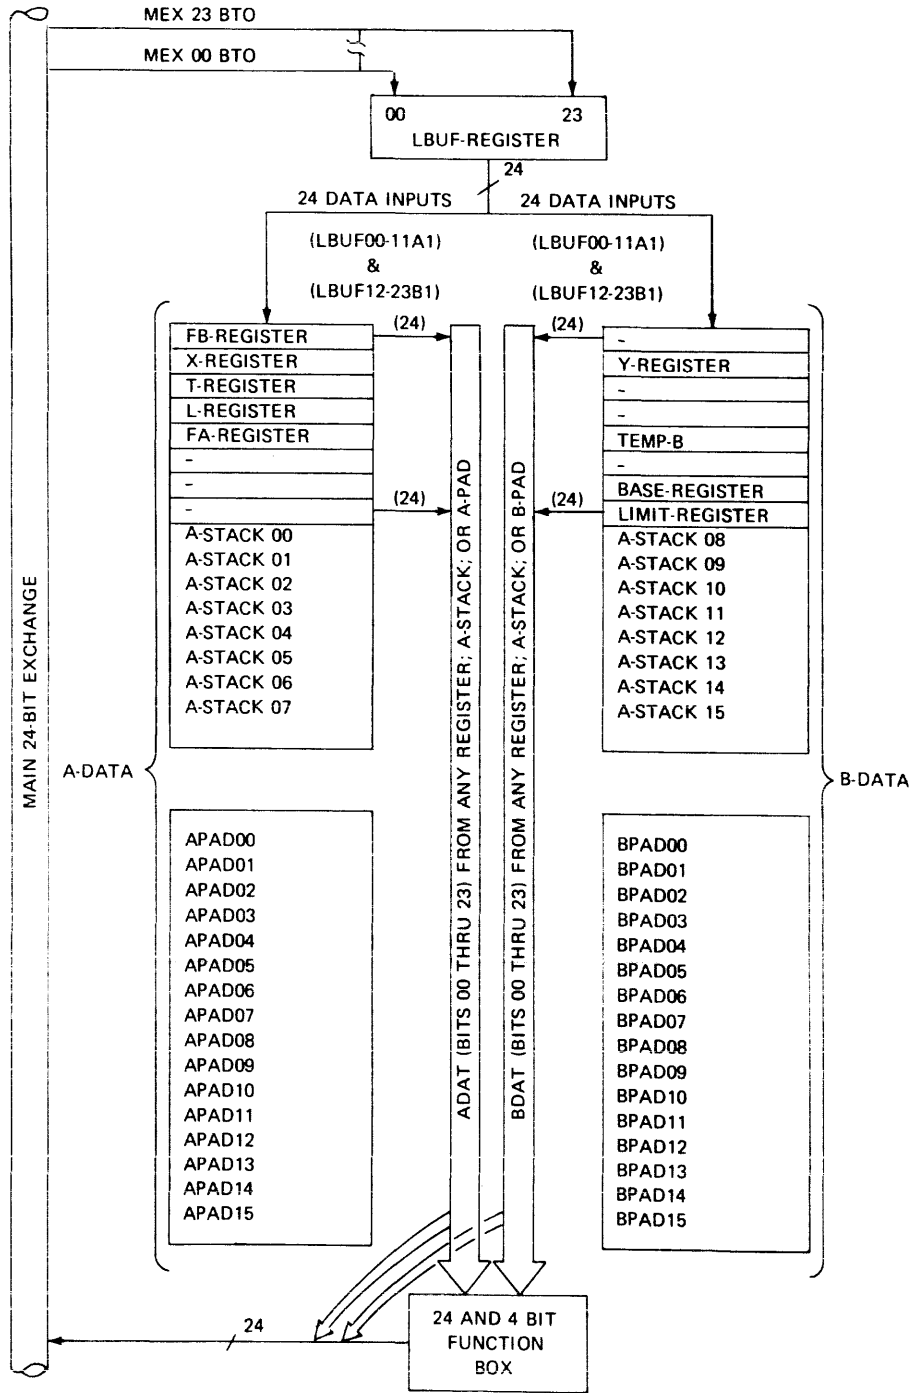 MEX 23 BTO
MEX 00 BTO
00 23
LBUF-REGISTER
24
24 DATA INPUTS
24 DATA INPUTS
(LBUF00-11A1)
&
(LBUF12-23B1)
(LBUF00-11A1)
&
(LBUF12-23B1)
MAIN 24-BIT EXCHANGE
A-DATA
FB-REGISTER
X-REGISTER
T-REGISTER
L-REGISTER
FA-REGISTER
-
-
-
A-STACK 00
A-STACK 01
A-STACK 02
A-STACK 03
A-STACK 04
A-STACK 05
A-STACK 06
A-STACK 07
APAD00
APAD01
APAD02
APAD03
APAD04
APAD05
APAD06
APAD07
APAD08
APAD09
APAD10
APAD11
APAD12
APAD13
APAD14
APAD15
(24)
(24)
ADAT (BITS 00 THRU 23) FROM ANY REGISTER; A-STACK; OR A-PAD
BDAT (BITS 00 THRU 23) FROM ANY REGISTER; A-STACK; OR B-PAD
(24)
(24)
-
Y-REGISTER
-
-
TEMP-B
-
BASE-REGISTER
LIMIT-REGISTER
A-STACK 08
A-STACK 09
A-STACK 10
A-STACK 11
A-STACK 12
A-STACK 13
A-STACK 14
A-STACK 15
BPAD00
BPAD01
BPAD02
BPAD03
BPAD04
BPAD05
BPAD06
BPAD07
BPAD08
BPAD09
BPAD10
BPAD11
BPAD12
BPAD13
BPAD14
BPAD15
B-DATA
24
24 AND 4 BIT
FUNCTION
BOX